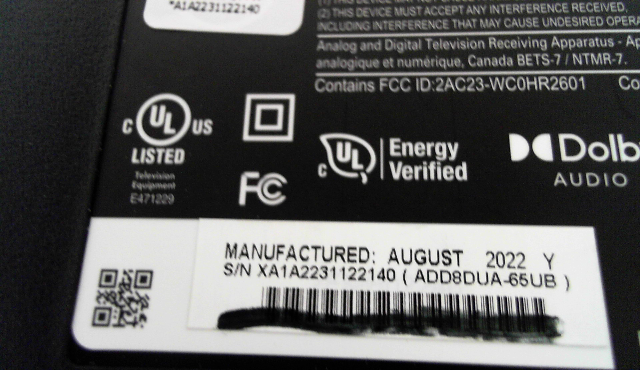 *A1A2231122140
(2) THIS DEVICE MUST ACCEPT ANY INTERFERENCE RECEIVED,
INCLUDING INTERFERENCE THAT MAY CAUSE UNDESIRED
Analog and Digital Television Receiving Apparatus -
analogique et numérique, Canada BETS-7 / NTMR-7.
Contains FCC ID:2AC23-WC0HR2601 Co
C UL US
LISTED
Television
Equipment
E471229
FC
C UL Energy
Verified
Dolb
AUDIO
MANUFACTURED: AUGUST 2022 Y
S/N XA1A2231122140 ( ADD8DUA-65UB )